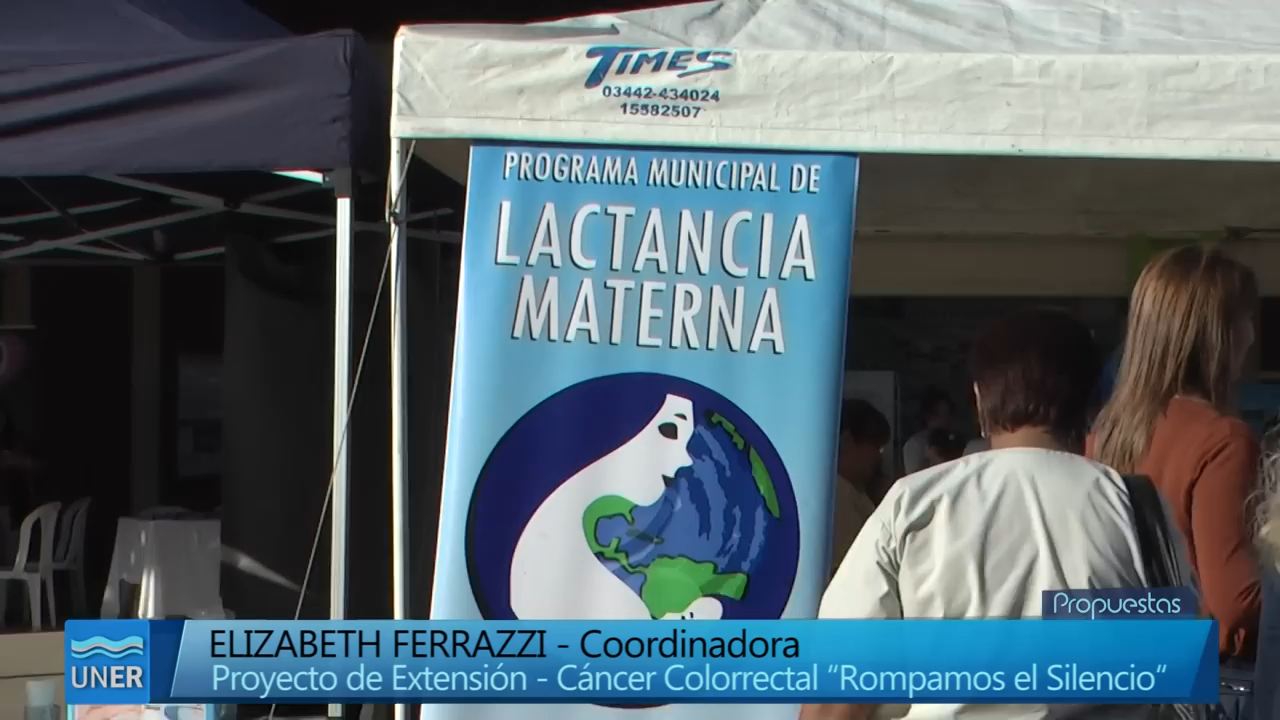 TIMES
03442-434024
15582507
PROGRAMA MUNICIPAL DE
LACTANCIA
MATERNA
Propuestas
UNER
ELIZABETH FERRAZZI - Coordinadora
Proyecto de Extensión - Cáncer Colorrectal “Rompamos el Silencio“